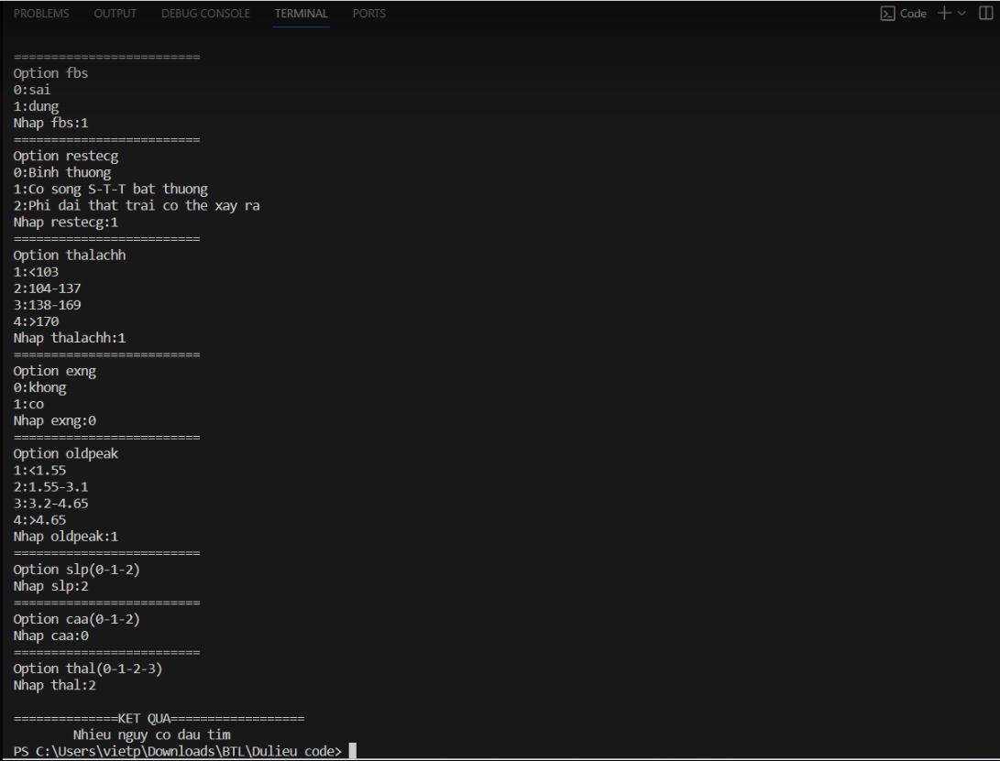 PROBLEMS OUTPUT DEBUG CONSOLE TERMINAL PORTS Code
=========================
Option fbs
0:sai
1:dung
Nhap fbs:1
=========================
Option restecg
0:Binh thuong
1:Co song S-T-T bat thuong
2:Phi dai that trai co the xay ra
Nhap restecg:1
=========================
Option thalachh
1:<103
2:104-137
3:138-169
4:>170
Nhap thalachh:1
=========================
Option exng
0:khong
1:co
Nhap exng:0
=========================
Option oldpeak
1:<1.55
2:1.55-3.1
3:3.2-4.65
4:>4.65
Nhap oldpeak:1
=========================
Option slp(0-1-2)
Nhap slp:2
=========================
Option caa(0-1-2)
Nhap caa:0
=========================
Option thal(0-1-2-3)
Nhap thal:2
==============KET QUA==================
Nhieu nguy co dau tim
PS C:\Users\vietp\Downloads\BTL\Dulieu code>